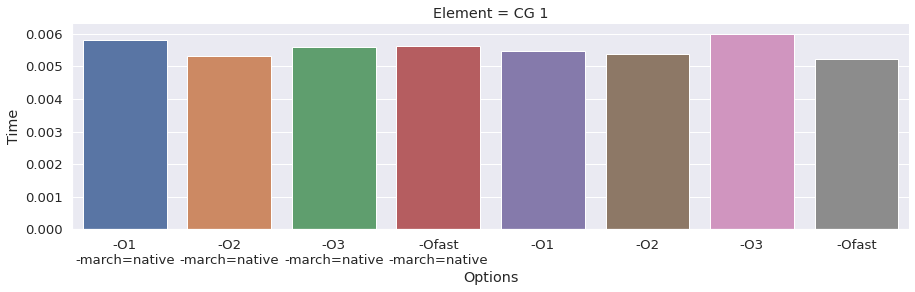 Element = CG 1
Time
0.006
0.005
0.004
0.003
0.002
0.001
0.000
-O1
-march=native
-O2
-march=native
-O3
-march=native
-Ofast
-march=native
-O1
-O2
-O3
-Ofast
Options